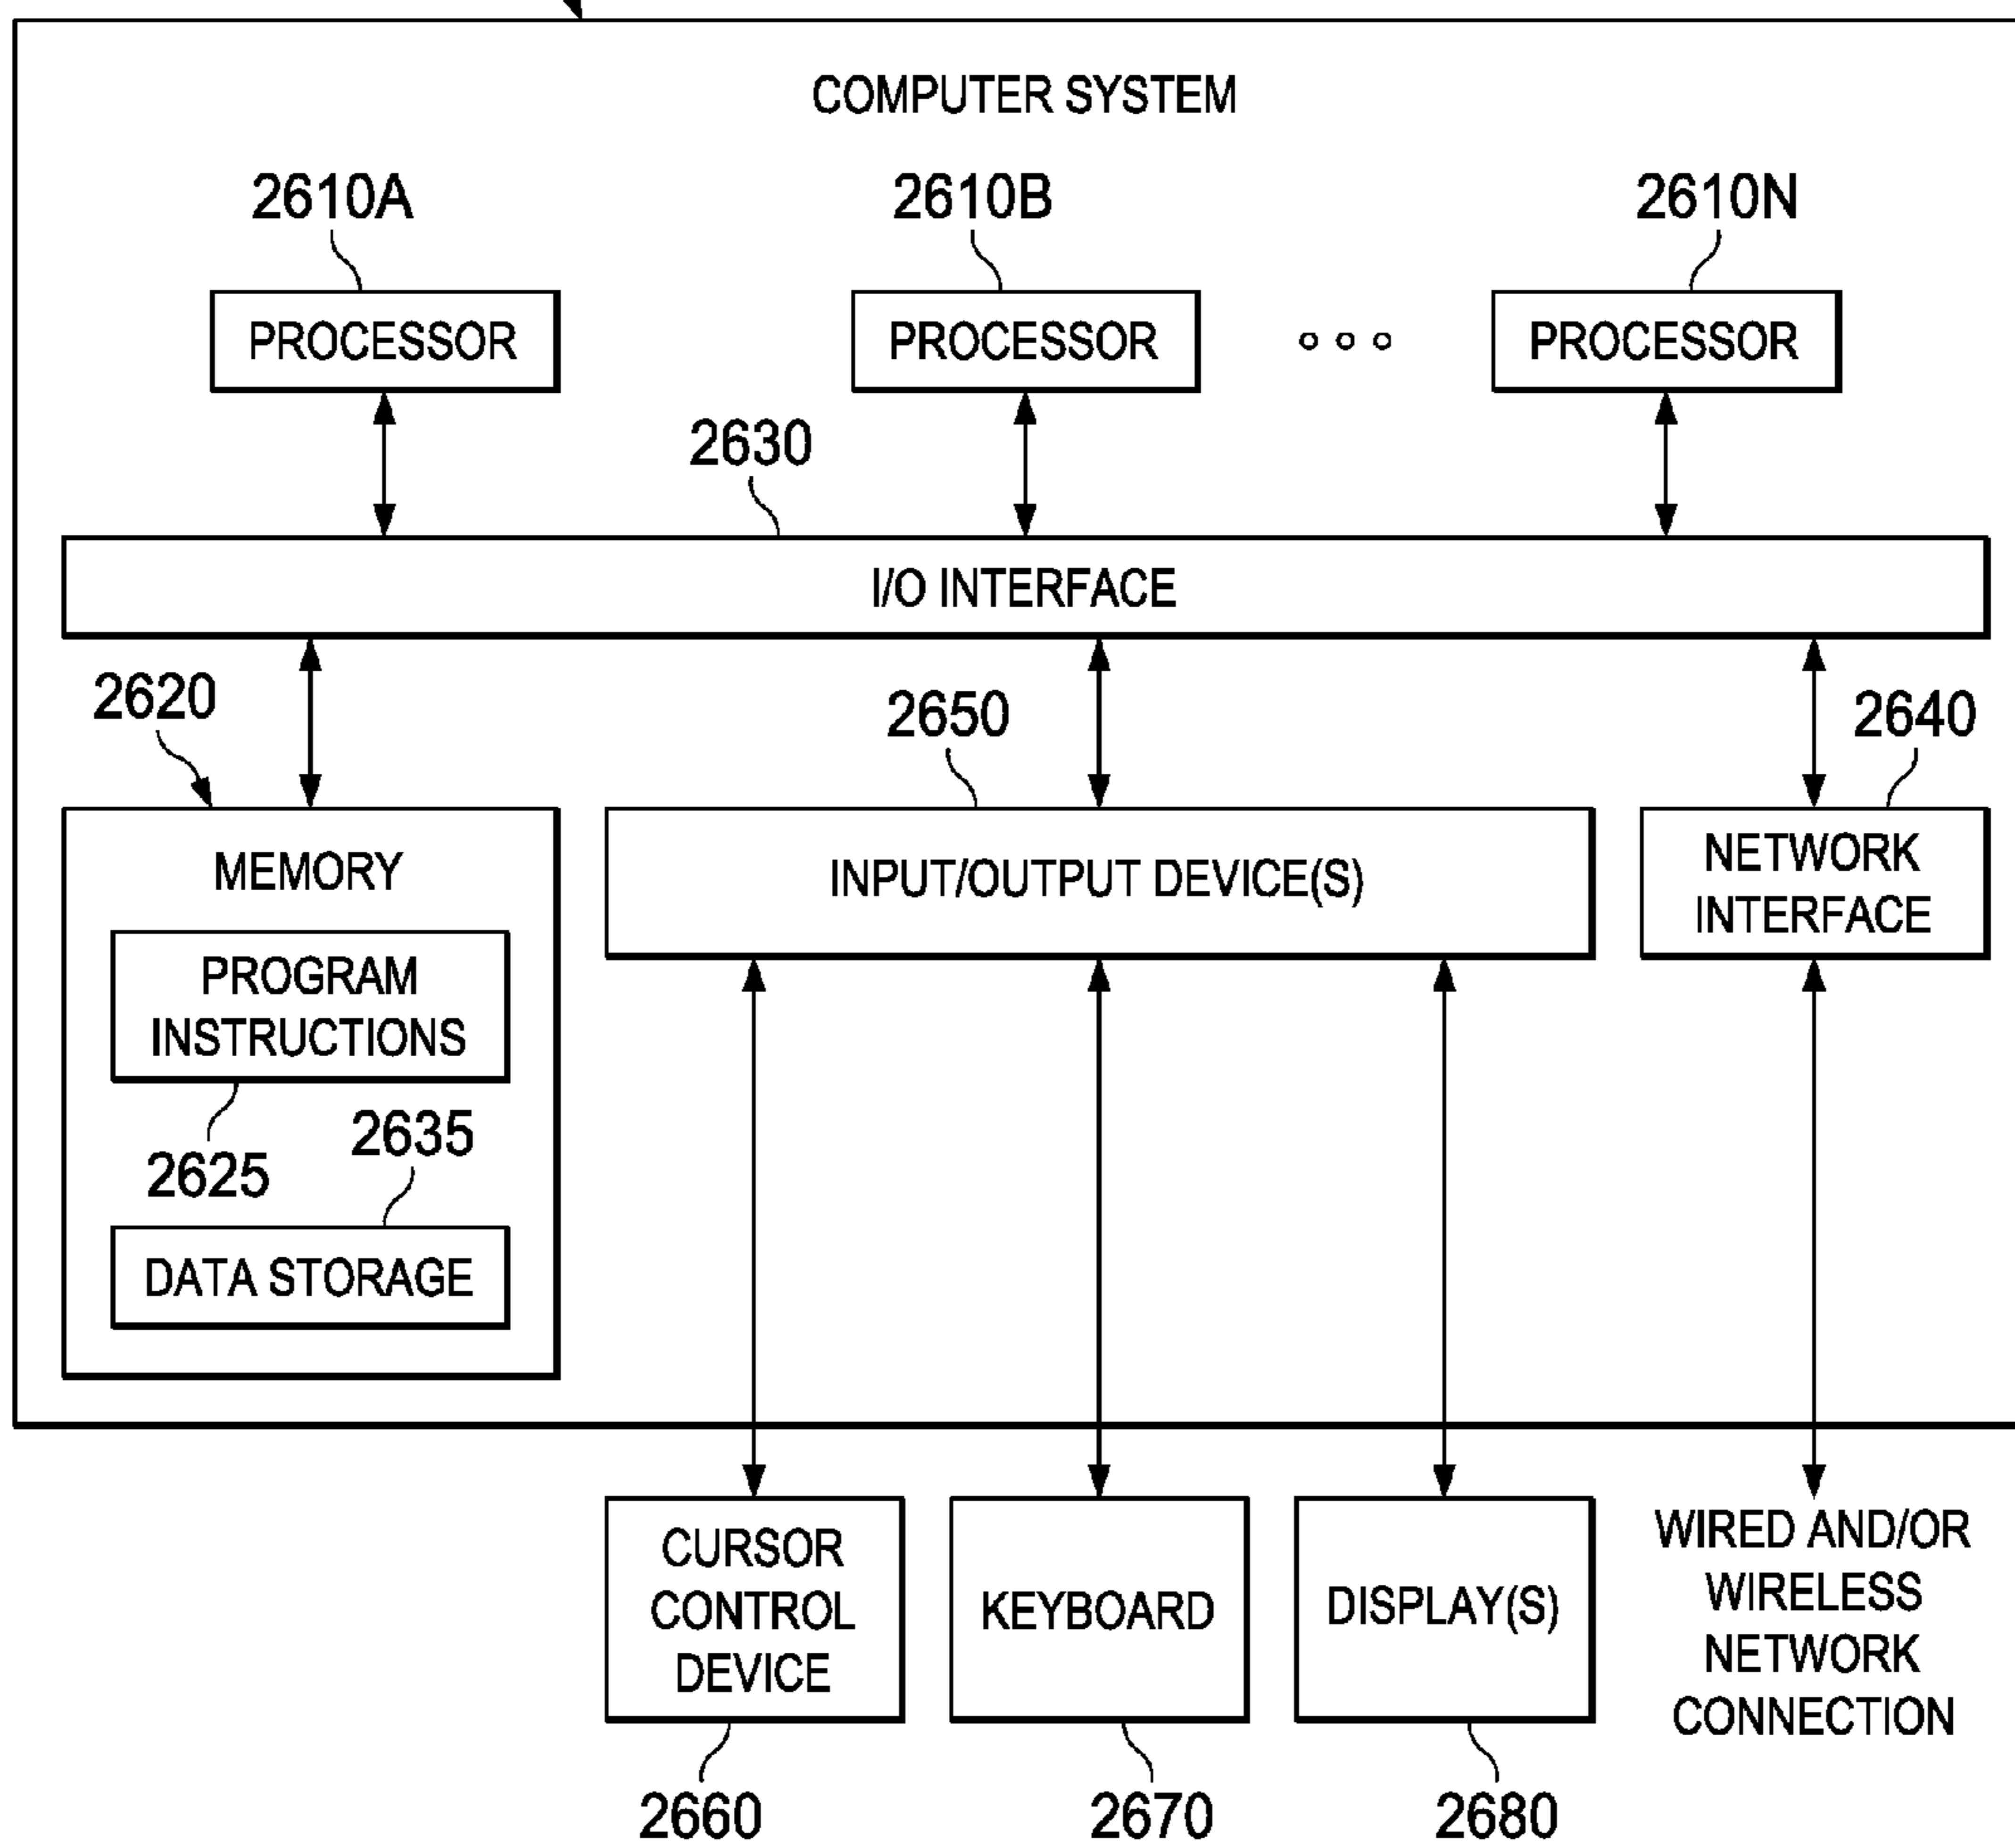 COMPUTER SYSTEM
2610A
2610B
2610N
PROCESSOR
PROCESSOR
PROCESSOR
2630
I/O INTERFACE
2620
2650
2640
MEMORY
PROGRAM
INSTRUCTIONS
2625
2635
DATA STORAGE
INPUT/OUTPUT DEVICE(S)
NETWORK
INTERFACE
CURSOR
CONTROL
DEVICE
KEYBOARD
DISPLAY(S)
WIRED AND/OR
WIRELESS
NETWORK
CONNECTION
2660
2670
2680